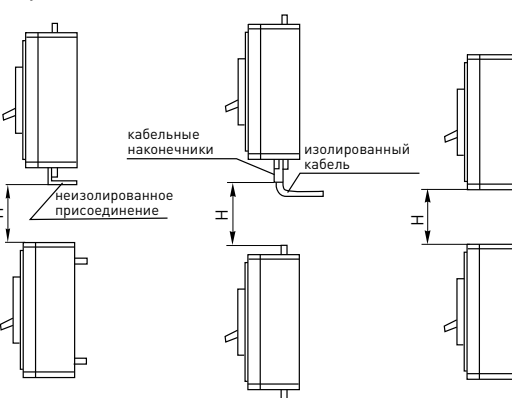 кабельные
наконечники
изолированный
кабель
неизолированное
присоединение
H
H
H